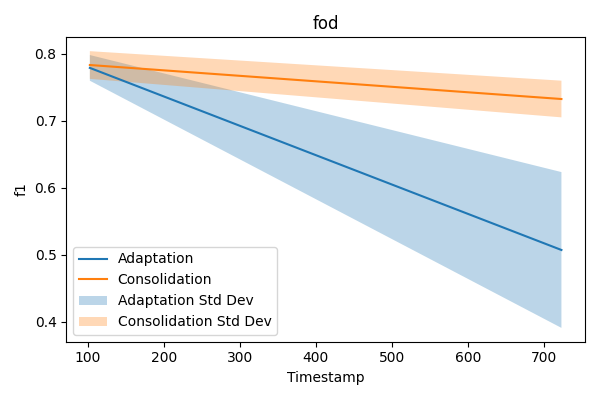 fod
0.8
0.7
0.6
0.5
0.4
f1
Adaptation
Consolidation
Adaptation Std Dev
Consolidation Std Dev
100 200 300 400 500 600 700
Timestamp